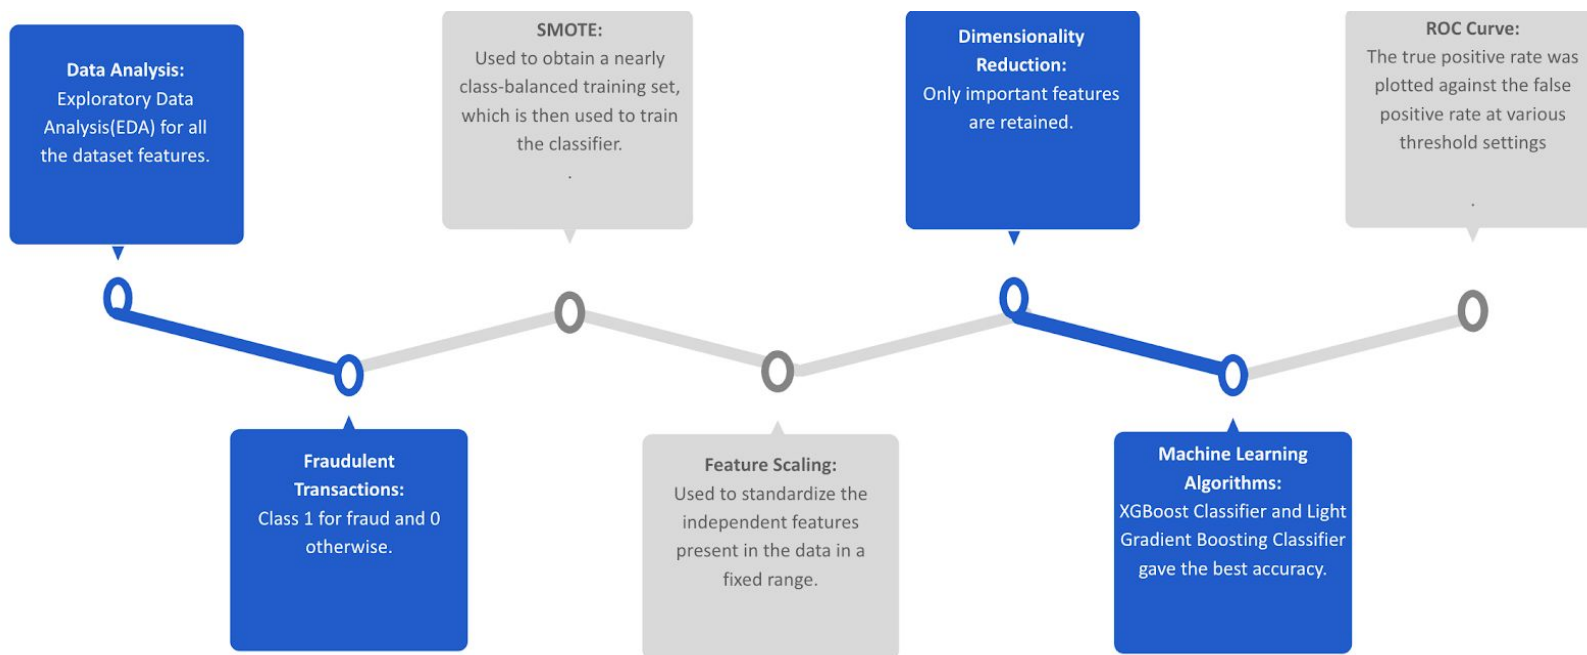 Data Analysis:
Exploratory Data
Analysis(EDA) for all
the dataset features.
Fraudulent
Transactions:
Class 1 for fraud and 0
otherwise.
SMOTE:
Used to obtain a nearly
class-balanced training set,
which is then used to train
the classifier.
.
Feature Scaling:
Used to standardize the
independent features
present in the data in a
fixed range.
Dimensionality
Reduction:
Only important features
are retained.
Machine Learning
Algorithms:
XGBoost Classifier and Light
Gradient Boosting Classifier
gave the best accuracy.
ROC Curve:
The true positive rate was
plotted against the false
positive rate at various
threshold settings
.